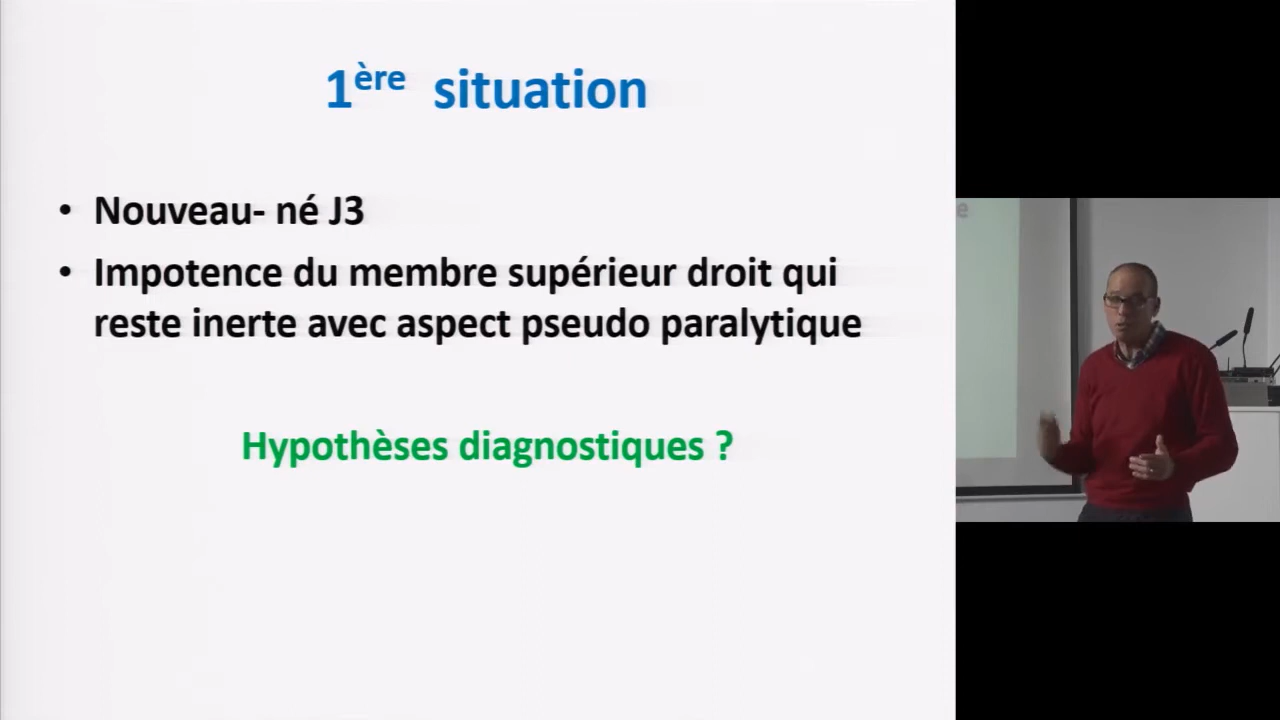 1ère situation
• Nouveau- né J3
• Impotence du membre supérieur droit qui
reste inerte avec aspect pseudo paralytique
Hypothèses diagnostiques ?
e